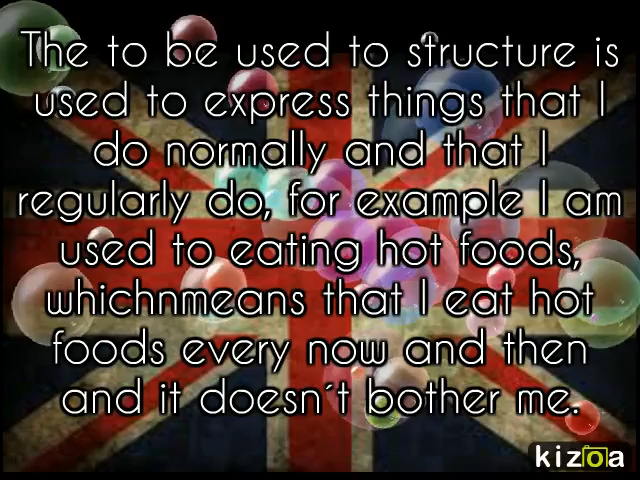 The to be used to structure is
used to express things that I
do normally and that I
regularly do, for example I am
used to eating hot foods,
whichnmeans that I eat hot
foods every now and then
and it doesn´t bother me.
kizoa